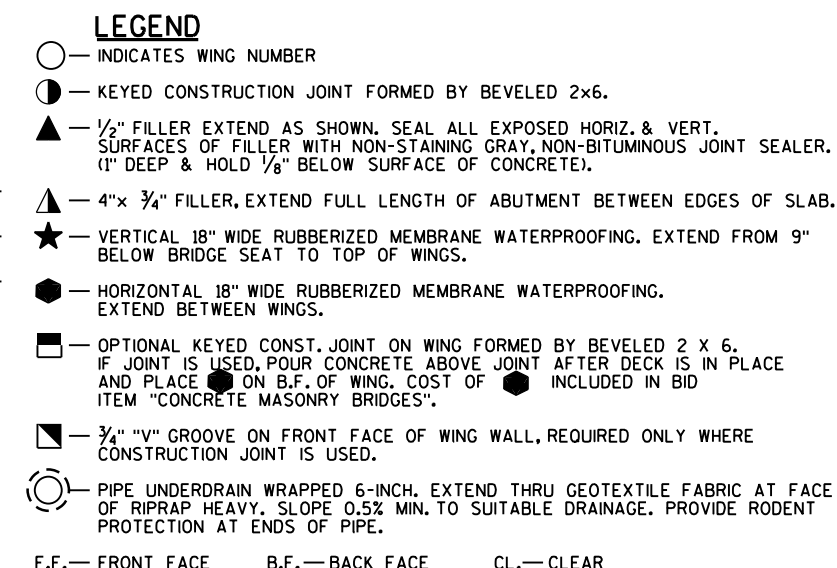 LEGEND
— INDICATES WING NUMBER
— KEYED CONSTRUCTION JOINT FORMED BY BEVELED 2x6.
— 1/2" FILLER EXTEND AS SHOWN. SEAL ALL EXPOSED HORIZ. & VERT.
SURFACES OF FILLER WITH NON-STAINING GRAY, NON-BITUMINOUS JOINT SEALER.
(1" DEEP & HOLD 1/8" BELOW SURFACE OF CONCRETE).
— 4"x 3/4" FILLER, EXTEND FULL LENGTH OF ABUTMENT BETWEEN EDGES OF SLAB.
— VERTICAL 18" WIDE RUBBERIZED MEMBRANE WATERPROOFING. EXTEND FROM 9"
BELOW BRIDGE SEAT TO TOP OF WINGS.
— HORIZONTAL 18" WIDE RUBBERIZED MEMBRANE WATERPROOFING.
EXTEND BETWEEN WINGS.
— OPTIONAL KEYED CONST. JOINT ON WING FORMED BY BEVELED 2 X 6.
IF JOINT IS USED, POUR CONCRETE ABOVE JOINT AFTER DECK IS IN PLACE
AND PLACE ON B.F. OF WING. COST OF INCLUDED IN BID
ITEM "CONCRETE MASONRY BRIDGES".
— 3/4" "V" GROOVE ON FRONT FACE OF WING WALL, REQUIRED ONLY WHERE
CONSTRUCTION JOINT IS USED.
— PIPE UNDERDRAIN WRAPPED 6-INCH. EXTEND THRU GEOTEXTILE FABRIC AT FACE
OF RIPRAP HEAVY. SLOPE 0.5% MIN. TO SUITABLE DRAINAGE. PROVIDE RODENT
PROTECTION AT ENDS OF PIPE.
F.F.— FRONT FACE B.F.— BACK FACE CL.— CLEAR